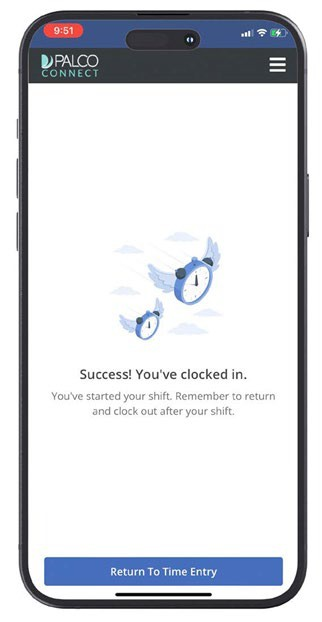 9:51
PALCO
CONNECT
Success! You've clocked in.
You've started your shift. Remember to return
and clock out after your shift.
Return To Time Entry